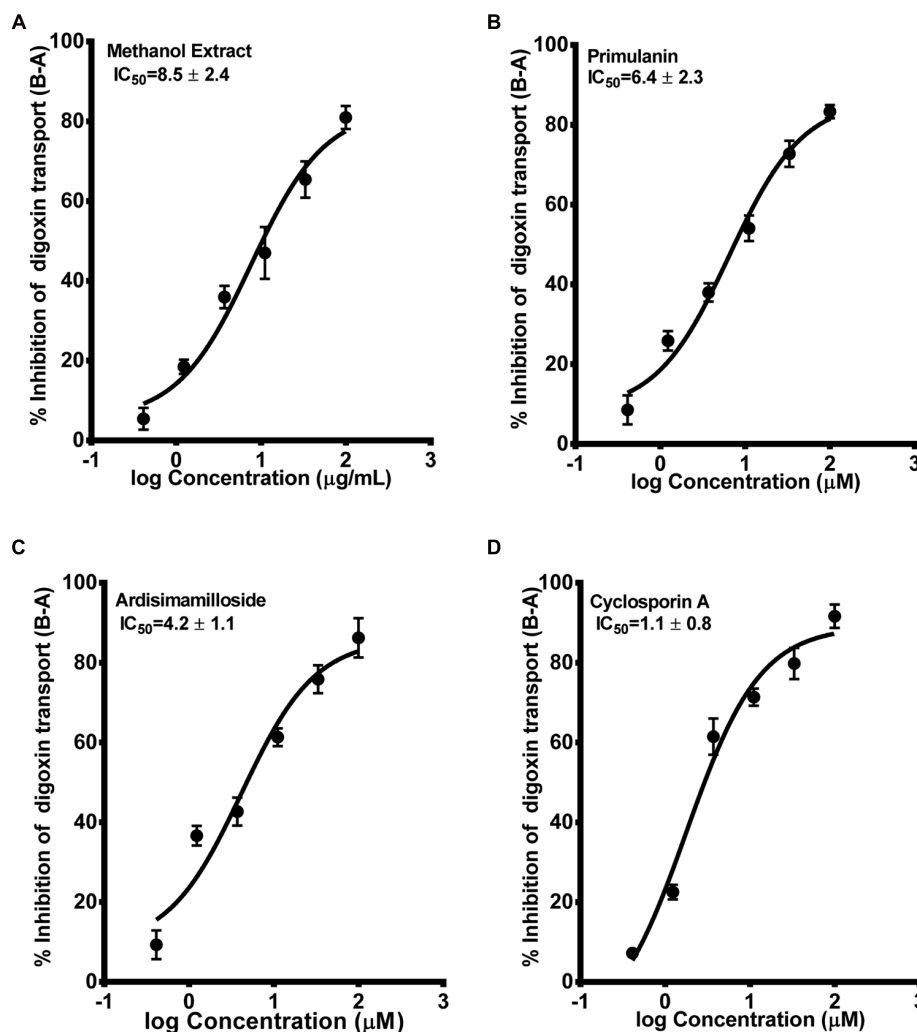 A
Methanol Extract
IC50=8.5 ± 2.4
% Inhibition of digoxin transport (B-A)
100
80
60
40
20
0
-1 0 1 2 3
log Concentration (μg/mL)
B
Primulanin
IC50=6.4 ± 2.3
% Inhibition of digoxin transport (B-A)
100
80
60
40
20
0
-1 0 1 2 3
log Concentration (μM)
C
Ardisimamilloside
IC50=4.2 ± 1.1
% Inhibition of digoxin transport (B-A)
100
80
60
40
20
0
-1 0 1 2 3
log Concentration (μM)
D
Cyclosporin A
IC50=1.1 ± 0.8
% Inhibition of digoxin transport (B-A)
100
80
60
40
20
0
-1 0 1 2 3
log Concentration (μM)